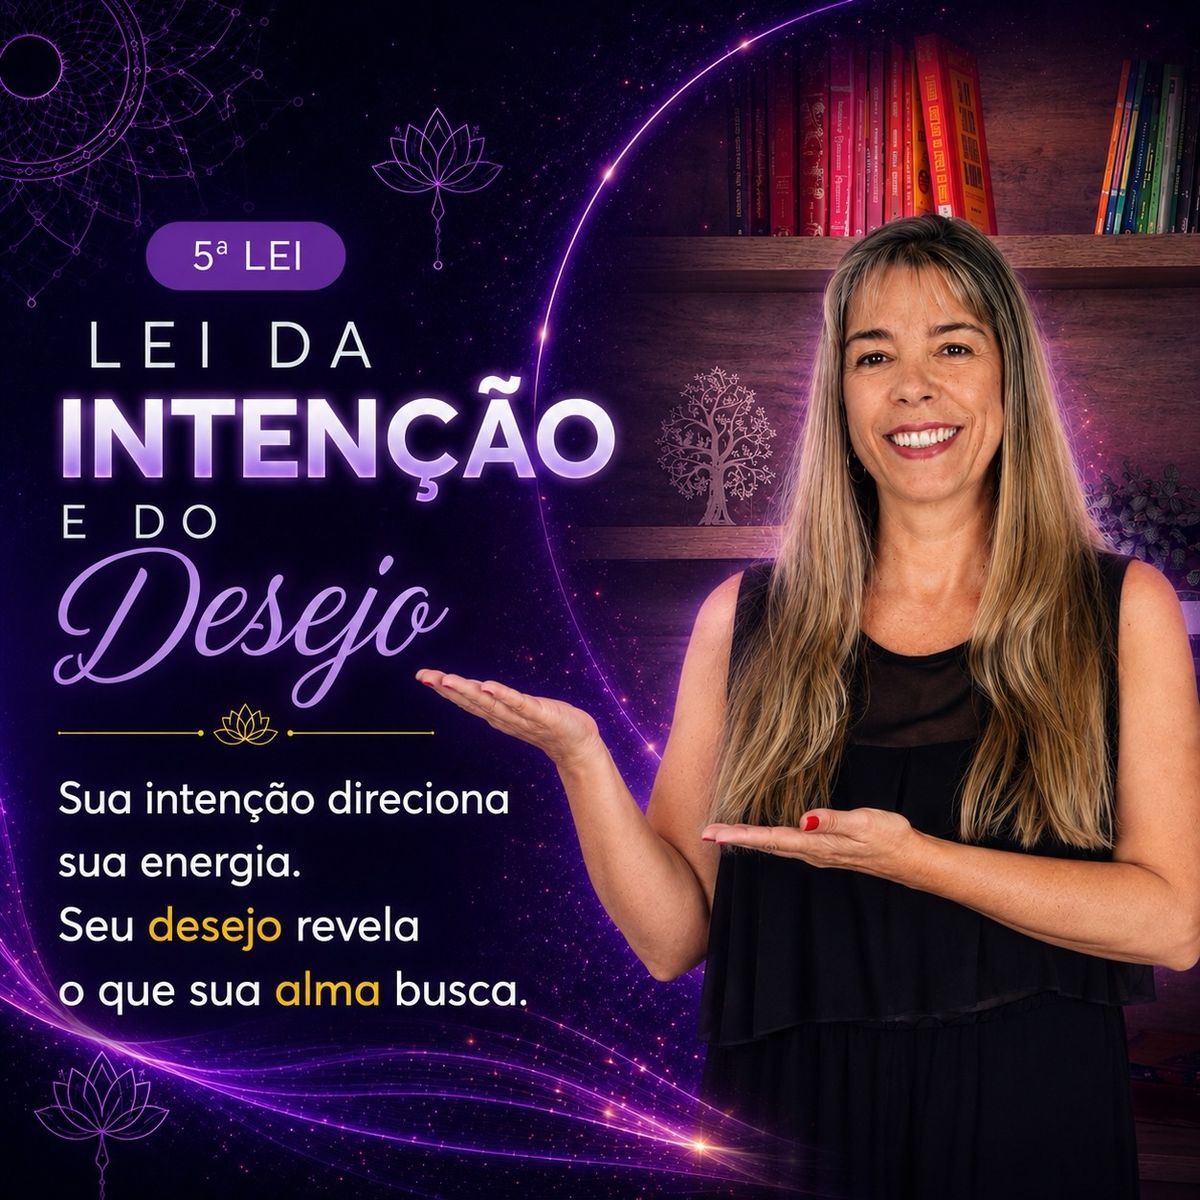 5ª LEI
LEI DA
INTENÇÃO
E DO
Desejo
Sua intenção direciona
sua energia.
Seu desejo revela
o que sua alma busca.